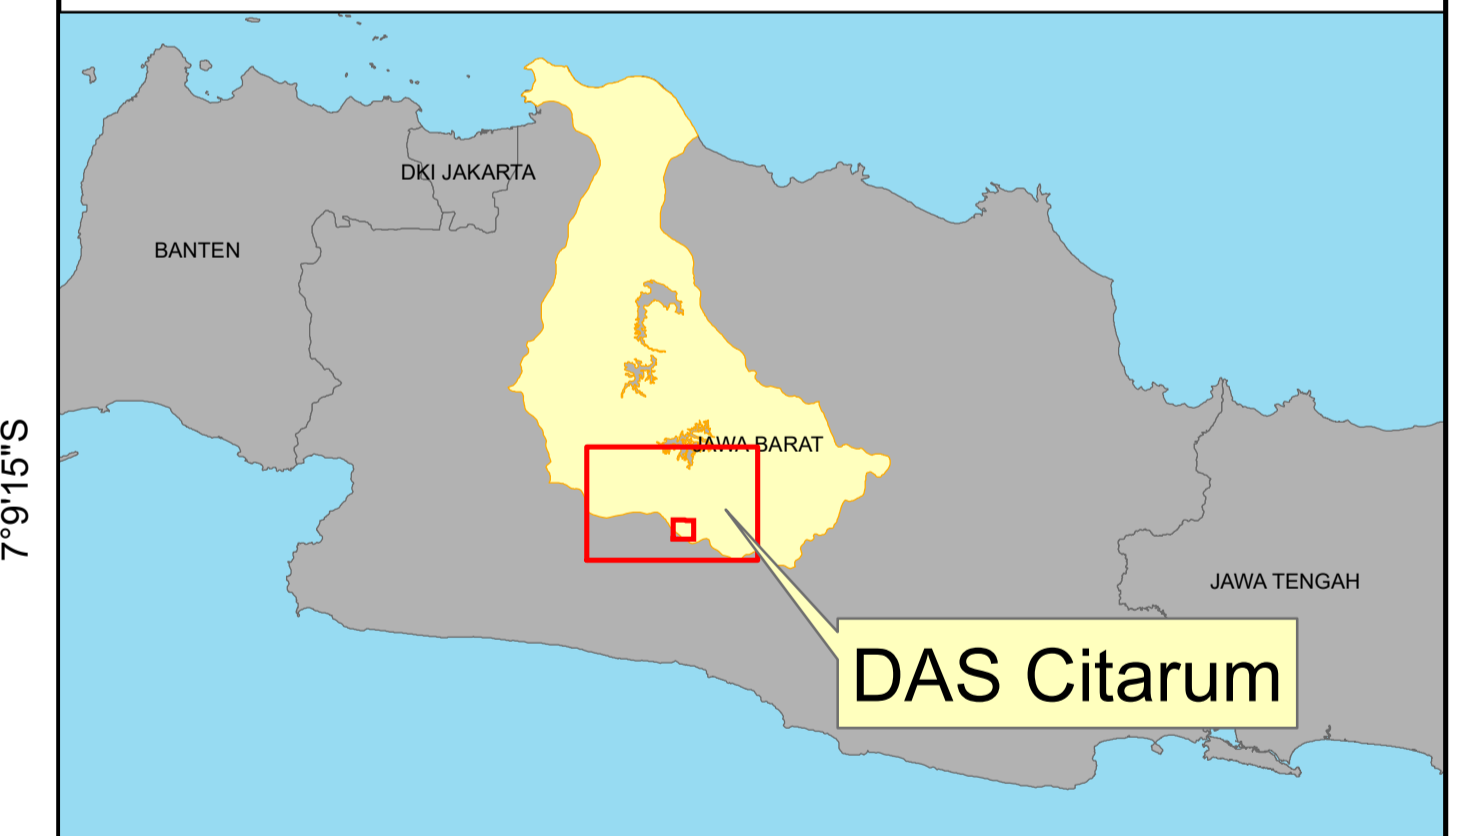 DKI JAKARTA
BANTEN
JAWA BARAT
7°9'15"S
JAWA TENGAH
DAS Citarum